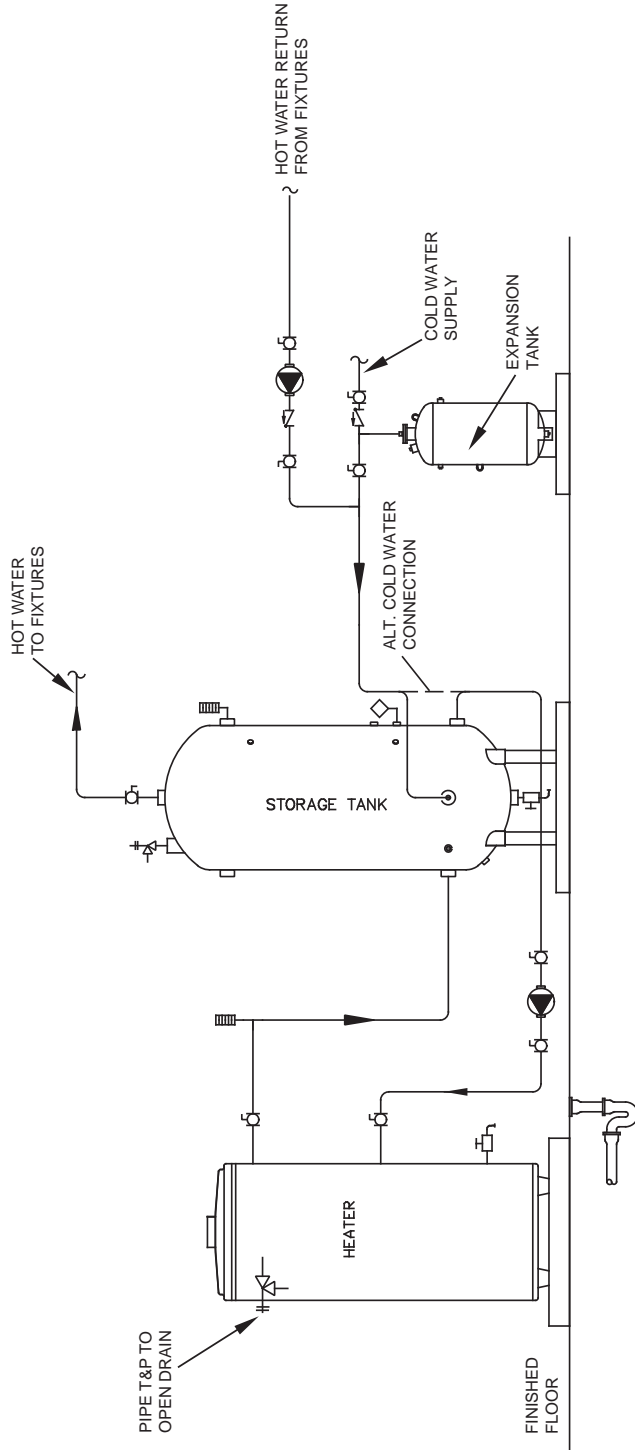 HOT WATER
TO FIXTURES
HOT WATER RETURN
FROM FIXTURES
COLD WATER
SUPPLY
EXPANSION
TANK
ALT. COLD WATER
CONNECTION
STORAGE TANK
HEATER
PIPE T&P TO
OPEN DRAIN
FINISHED
FLOOR